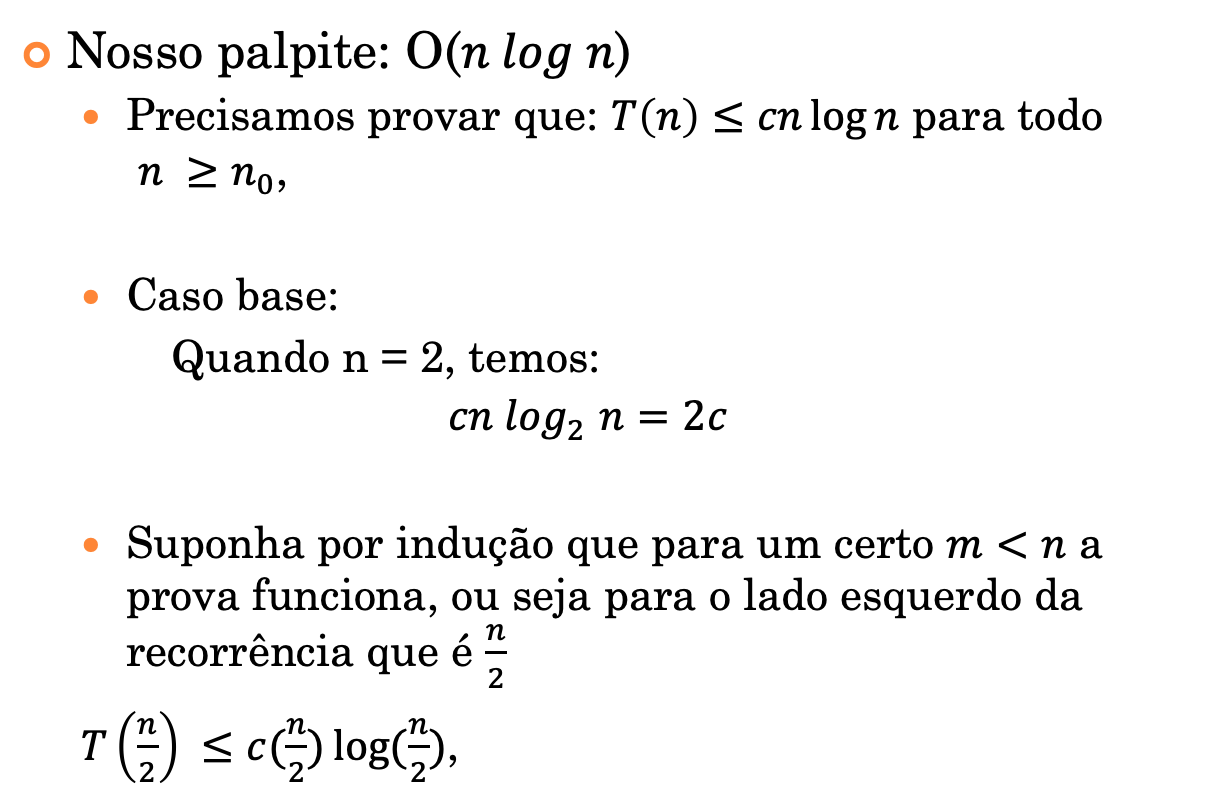 Nosso palpite: O(n log n)
Precisamos provar que: T(n) ≤ cn log n para todo
n ≥ n₀,
Caso base:
Quando n = 2, temos:
cn log₂ n = 2c
Suponha por indução que para um certo m < n a
prova funciona, ou seja para o lado esquerdo da
recorrência que é n/2
T(n/2) ≤ c(n/2) log(n/2),